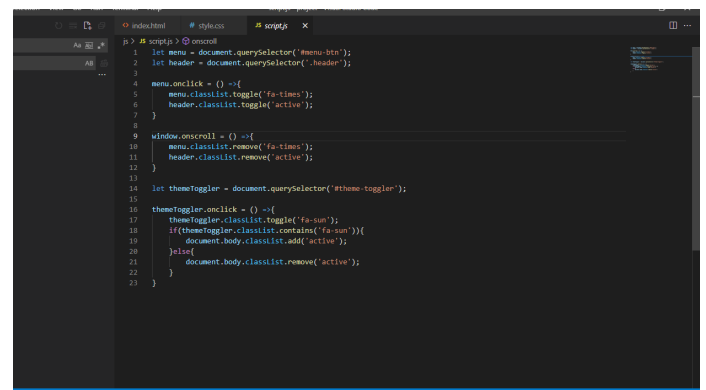 index.html
# style.css
JS script.js
js > JS script.js > onscroll
Aa
AB
1 let menu = document.querySelector('#menu-btn');
2 let header = document.querySelector('.header');
3
4 menu.onclick = () =>{
5 menu.classList.toggle('fa-times');
6 header.classList.toggle('active');
7 }
8
9 window.onscroll = () =>{
10 menu.classList.remove('fa-times');
11 header.classList.remove('active');
12 }
13
14 let themeToggler = document.querySelector('#theme-toggler');
15
16 themeToggler.onclick = () =>{
17 themeToggler.classList.toggle('fa-sun');
18 if(themeToggler.classList.contains('fa-sun')){
19 document.body.classList.add('active');
20 }else{
21 document.body.classList.remove('active');
22 }
23 }